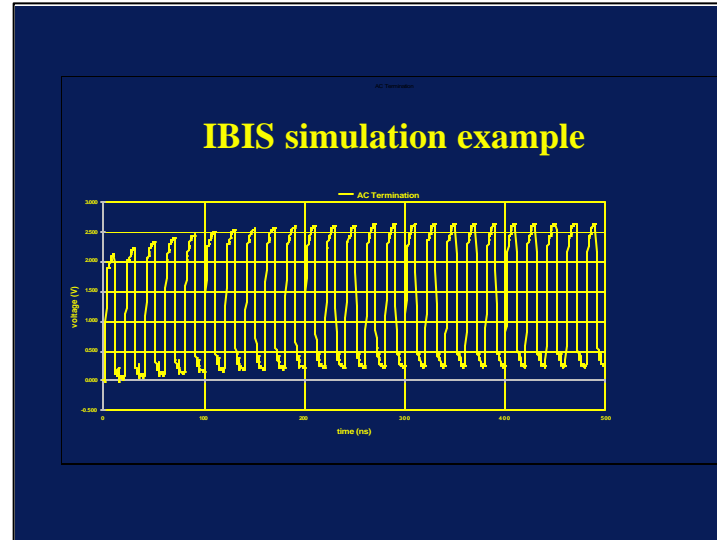 AC Termination
IBIS simulation example
AC Termination
3.000
2.500
2.000
1.500
1.000
0.500
0.000
-0.500
voltage (V)
0 100 200 300 400 500
time (ns)